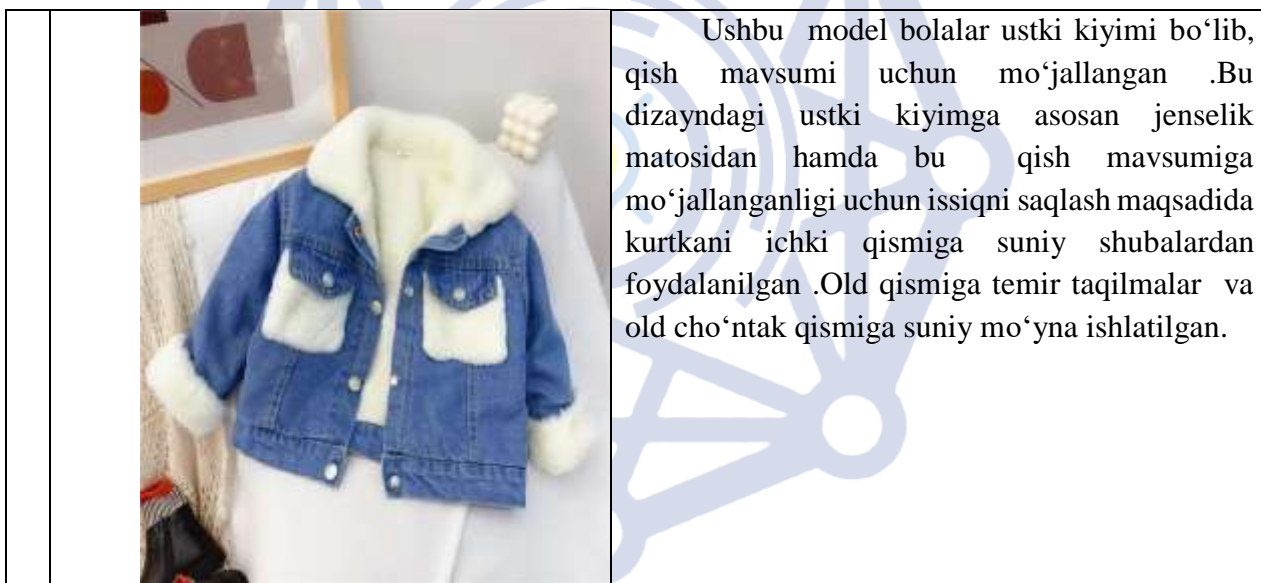 Ushbu model bolalar ustki kiyimi bo‘lib,
qish mavsumi uchun mo‘jallangan .Bu
dizayndagi ustki kiyimga asosan jenselik
matosidan hamda bu qish mavsumiga
mo‘jallanganligi uchun issiqni saqlash maqsadida
kurtkani ichki qismiga suniy shubalardan
foydalanilgan .Old qismiga temir taqilmalar va
old cho‘ntak qismiga suniy mo‘yna ishlatilgan.